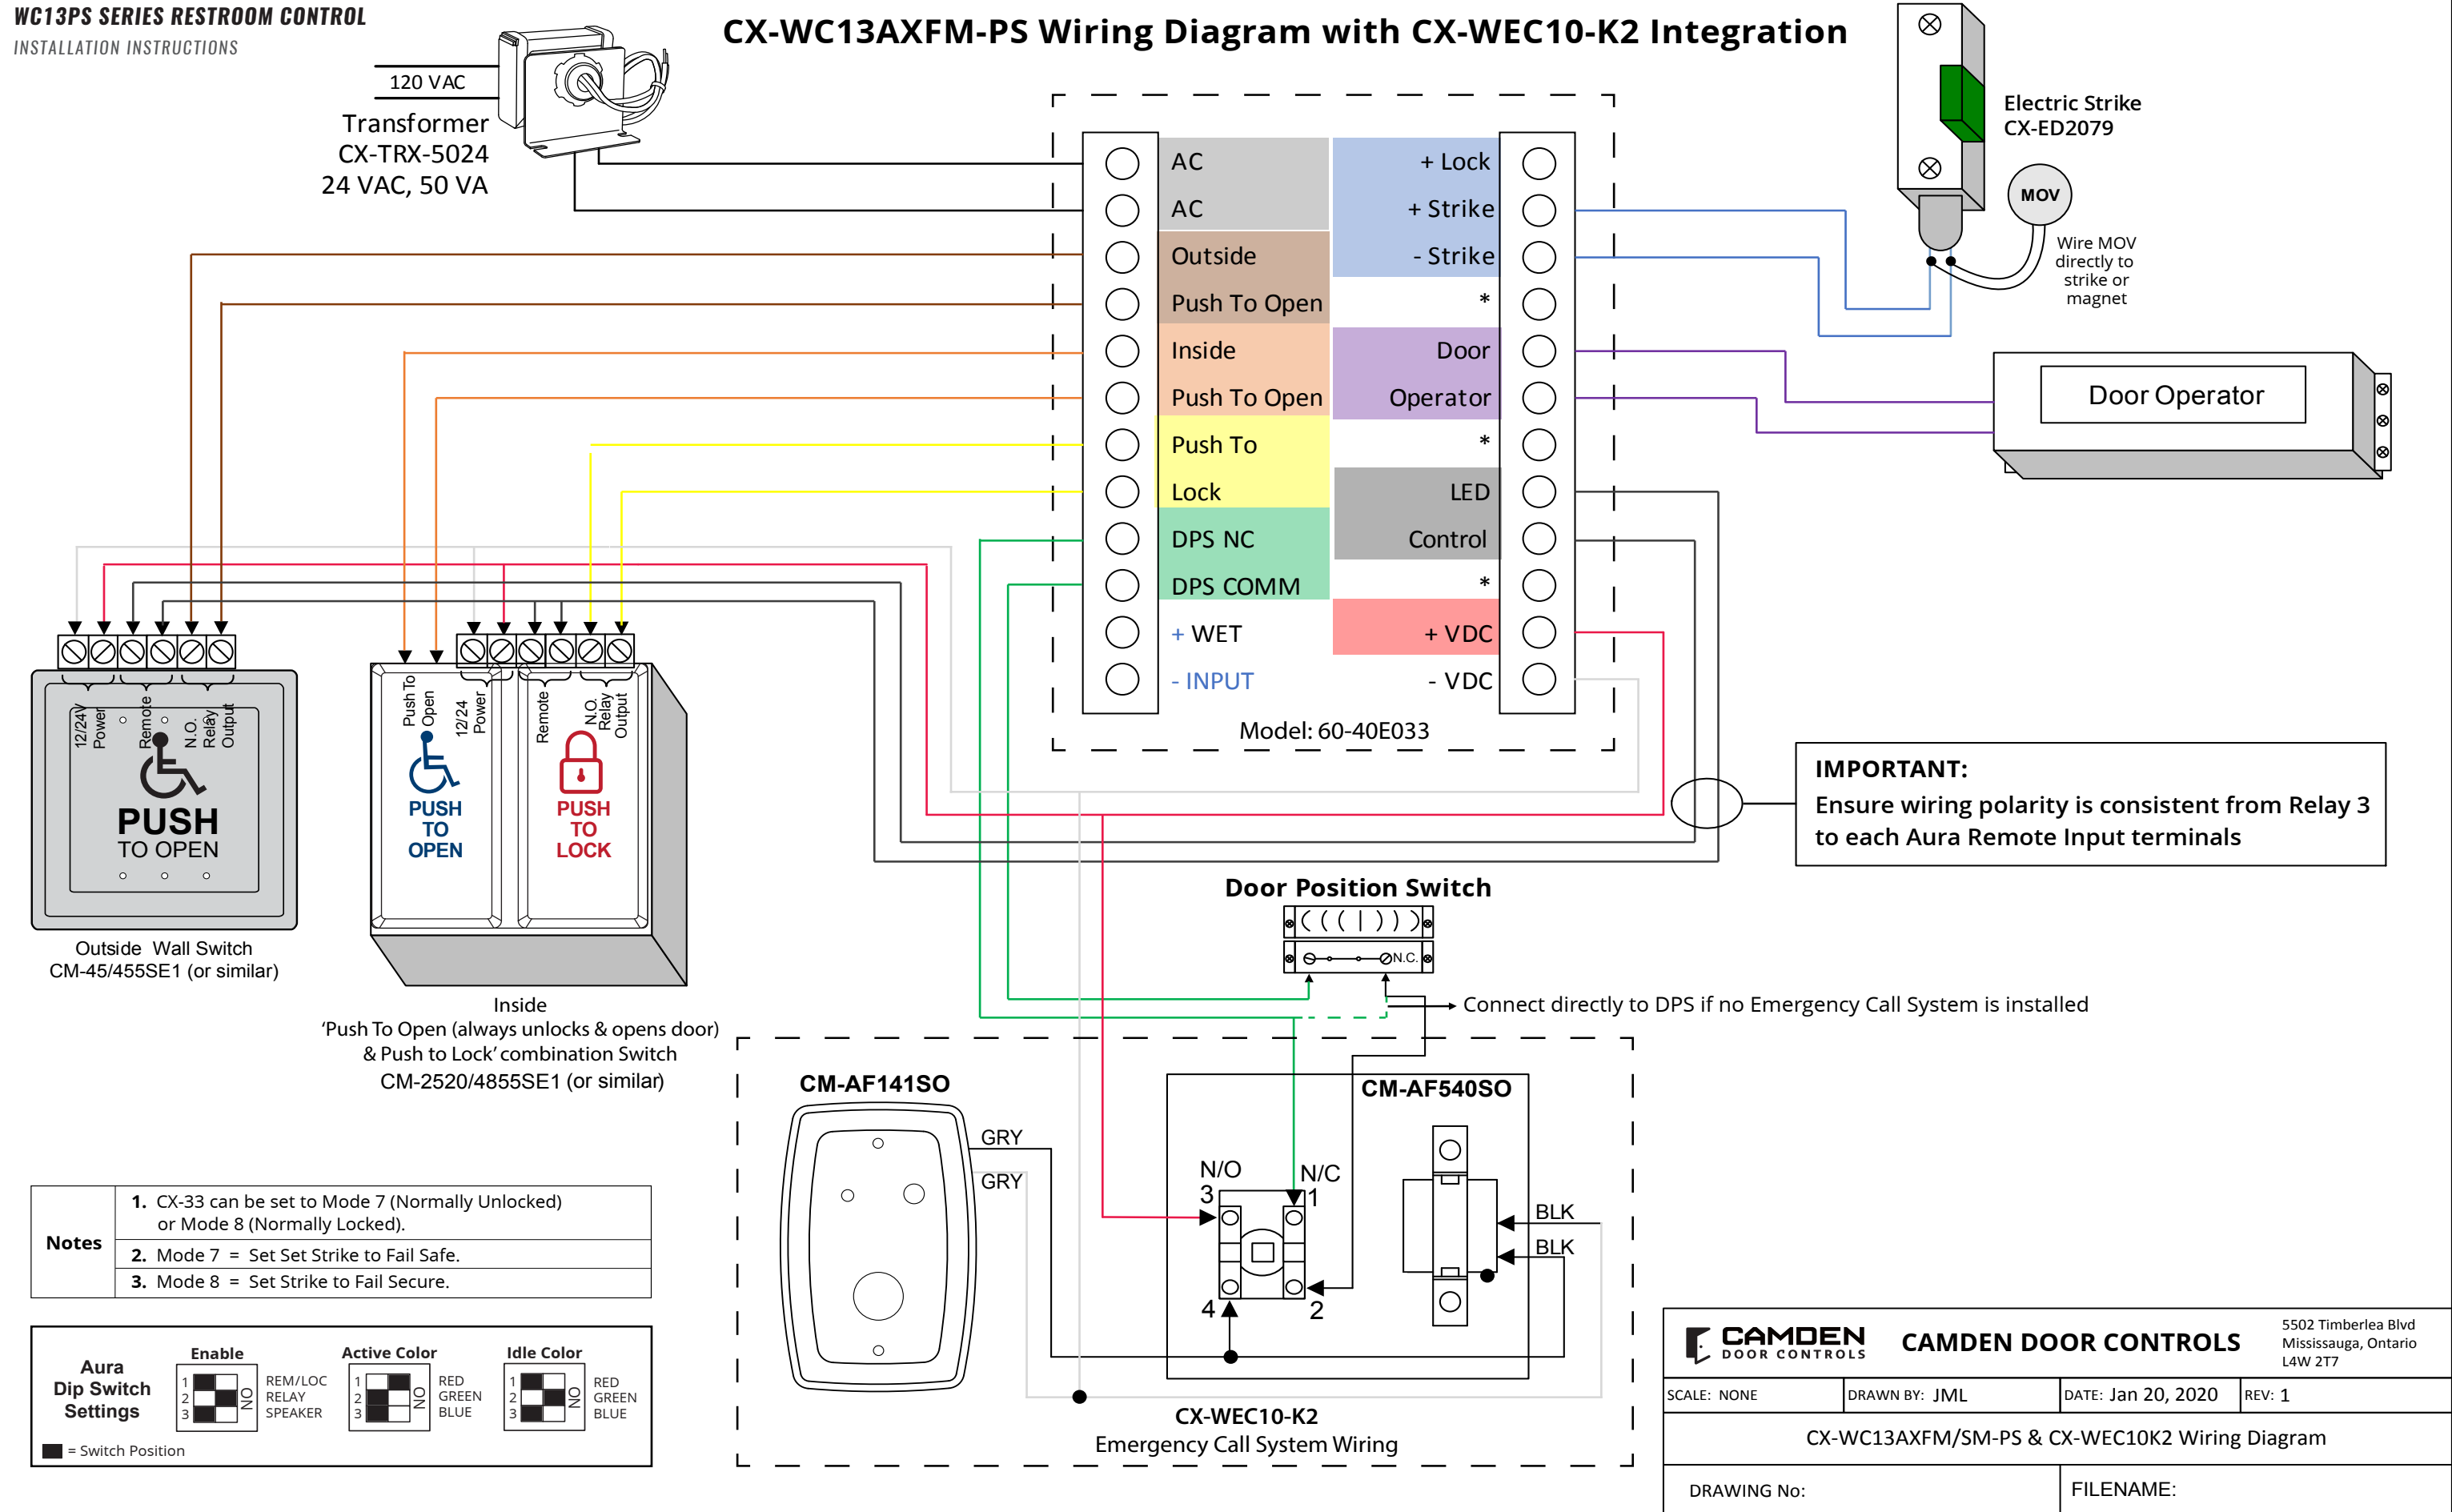 WC13PS SERIES RESTROOM CONTROL
INSTALLATION INSTRUCTIONS
CX-WC13AXFM-PS Wiring Diagram with CX-WEC10-K2 Integration
120 VAC
Transformer
CX-TRX-5024
24 VAC, 50 VA
Electric Strike
CX-ED2079
MOV
Wire MOV
directly to
strike or
magnet
AC
AC
Outside
Push To Open
Inside
Push To Open
Push To
Lock
DPS NC
DPS COMM
+ WET
- INPUT
+ Lock
+ Strike
- Strike
*
Door
Operator
*
LED
Control
*
+ VDC
- VDC
Model: 60-40E033
Door Operator
12/24V
Power
Remote
N.O.
Relay
Output
PUSH
TO OPEN
Outside Wall Switch
CM-45/455SE1 (or similar)
Push To
Open
12/24
Power
Remote
N.O.
Relay
Output
PUSH
TO
OPEN
PUSH
TO
LOCK
Inside
'Push To Open (always unlocks & opens door)
& Push to Lock' combination Switch
CM-2520/4855SE1 (or similar)
IMPORTANT:
Ensure wiring polarity is consistent from Relay 3
to each Aura Remote Input terminals
Door Position Switch
N.C.
Connect directly to DPS if no Emergency Call System is installed
CM-AF141SO
GRY
GRY
CM-AF540SO
N/O
3
N/C
1
4
2
BLK
BLK
CX-WEC10-K2
Emergency Call System Wiring
Notes
1. CX-33 can be set to Mode 7 (Normally Unlocked)
or Mode 8 (Normally Locked).
2. Mode 7 = Set Set Strike to Fail Safe.
3. Mode 8 = Set Strike to Fail Secure.
Aura
Dip Switch
Settings
Enable
1
2
3
NO
REM/LOC
RELAY
SPEAKER
Active Color
1
2
3
NO
RED
GREEN
BLUE
Idle Color
1
2
3
NO
RED
GREEN
BLUE
= Switch Position
CAMDEN
DOOR CONTROLS
CAMDEN DOOR CONTROLS
5502 Timberlea Blvd
Mississauga, Ontario
L4W 2T7
SCALE: NONE
DRAWN BY: JML
DATE: Jan 20, 2020
REV: 1
CX-WC13AXFM/SM-PS & CX-WEC10K2 Wiring Diagram
DRAWING No:
FILENAME: